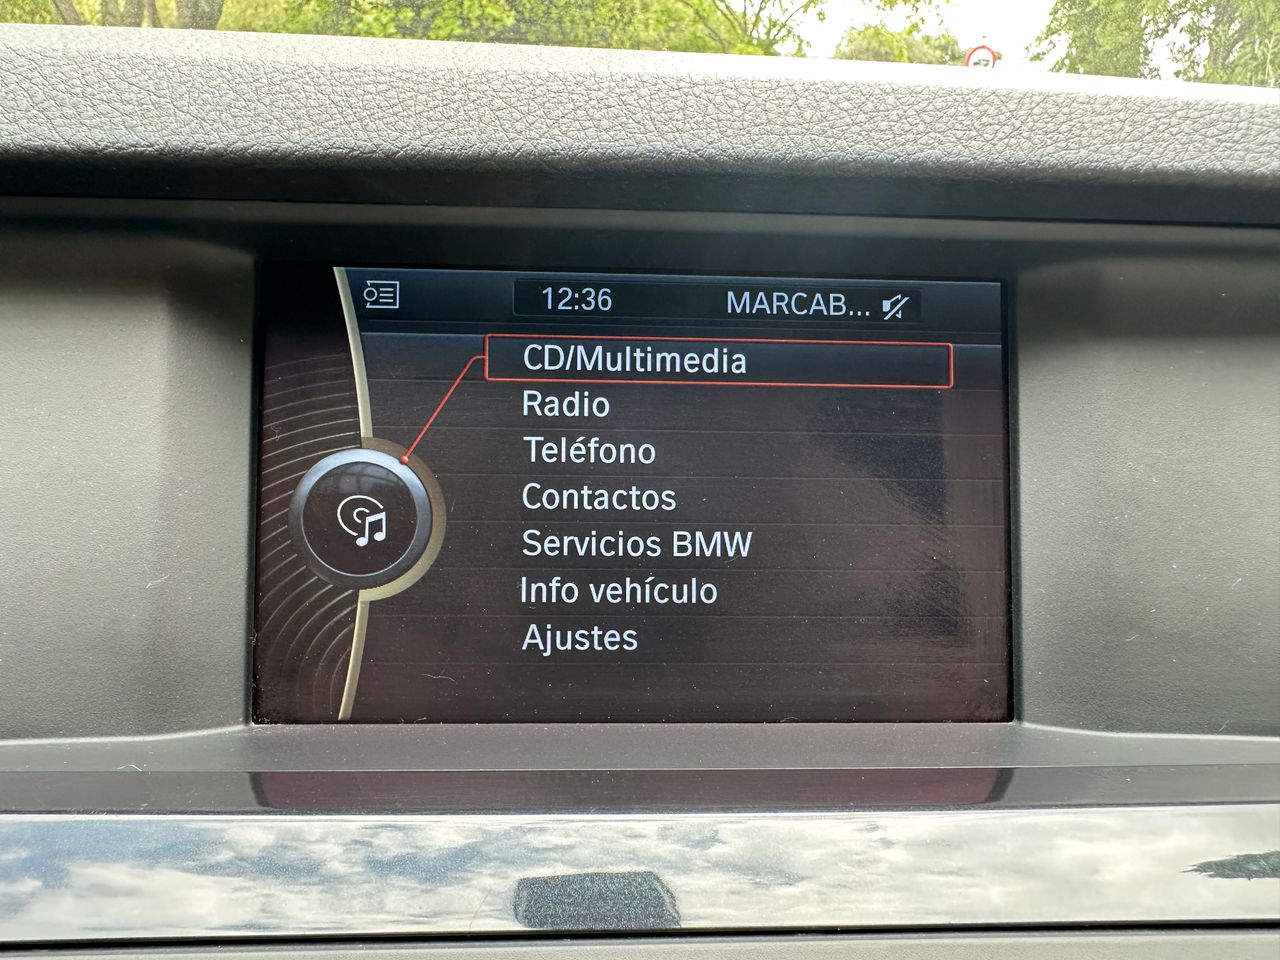 12:36 MARCAB...
CD/Multimedia
Radio
Teléfono
Contactos
Servicios BMW
Info vehículo
Ajustes